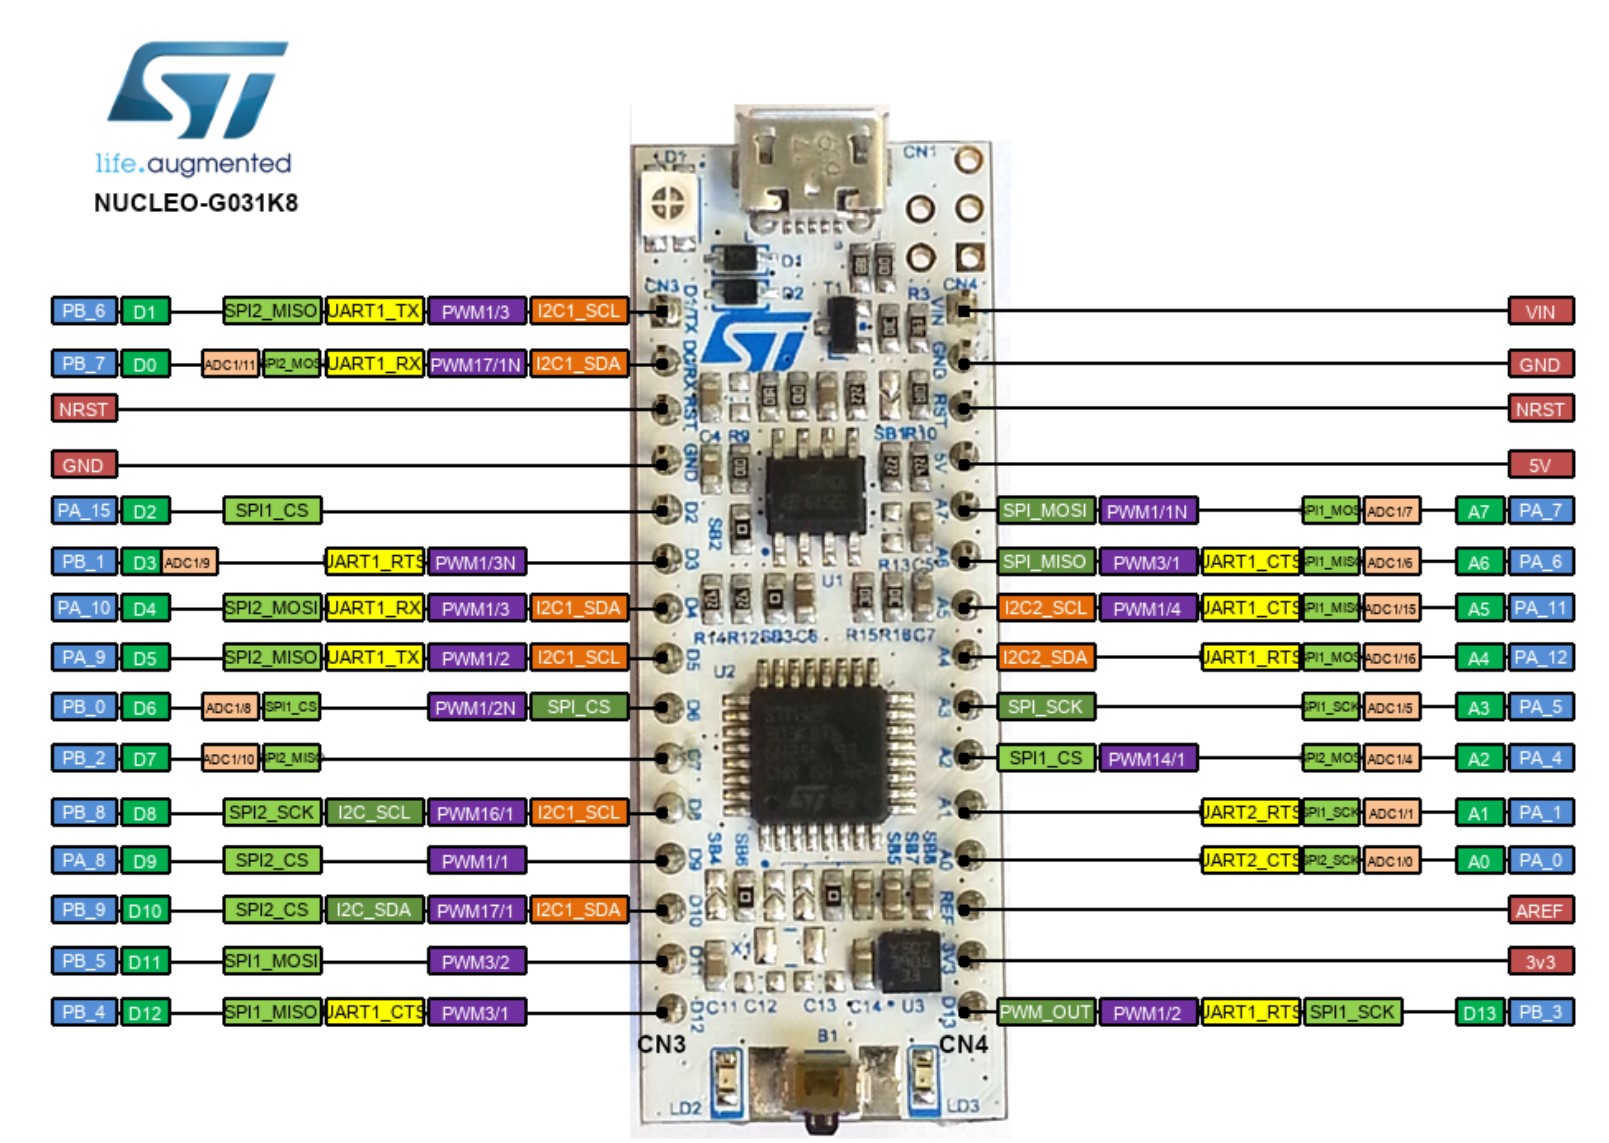 ST
life.augmented
NUCLEO-G031K8
CN1
D1
D2
T1
R3
CN3
CN4
PB_6 D1 SPI2_MISO UART1_TX PWM1/3 I2C1_SCL D1/TX VIN VIN
PB_7 D0 ADC1/11 SPI2_MOS UART1_RX PWM17/1N I2C1_SDA D0/RX GND GND
NRST RST RST NRST
C4 R9 SB1 R10
GND GND 5V 5V
PA_15 D2 SPI1_CS D2 A7 SPI_MOSI PWM1/1N SPI1_MOS ADC1/7 A7 PA_7
SB2
PB_1 D3 ADC1/9 UART1_RTS PWM1/3N D3 A6 SPI_MISO PWM3/1 UART1_CTS SPI1_MIS ADC1/6 A6 PA_6
U1 R13 C5
PA_10 D4 SPI2_MOSI UART1_RX PWM1/3 I2C1_SDA D4 A5 I2C2_SCL PWM1/4 UART1_CTS SPI1_MIS ADC1/15 A5 PA_11
R14 R12 SB3 C6 R15 R16 C7
PA_9 D5 SPI2_MISO UART1_TX PWM1/2 I2C1_SCL D5 A4 I2C2_SDA UART1_RTS SPI1_MOS ADC1/16 A4 PA_12
U2
PB_0 D6 ADC1/8 SPI1_CS PWM1/2N SPI_CS D6 A3 SPI_SCK SPI1_SCK ADC1/5 A3 PA_5
PB_2 D7 ADC1/10 SPI2_MISO D7 A2 SPI1_CS PWM14/1 SPI2_MOS ADC1/4 A2 PA_4
ST
PB_8 D8 SPI2_SCK I2C_SCL PWM16/1 I2C1_SCL D8 A1 UART2_RTS SPI1_SCK ADC1/1 A1 PA_1
SB4 SB6 SB5 SB7 SB8
PA_8 D9 SPI2_CS PWM1/1 D9 A0 UART2_CTS SPI2_SCK ADC1/0 A0 PA_0
PB_9 D10 SPI2_CS I2C_SDA PWM17/1 I2C1_SDA D10 REF AREF
X1
PB_5 D11 SPI1_MOSI PWM3/2 D11 3V3 3v3
C11 C12 C13 C14 U3
PB_4 D12 SPI1_MISO UART1_CTS PWM3/1 D12 D13 PWM_OUT PWM1/2 UART1_RTS SPI1_SCK D13 PB_3
CN3 B1 CN4
LD2 LD3